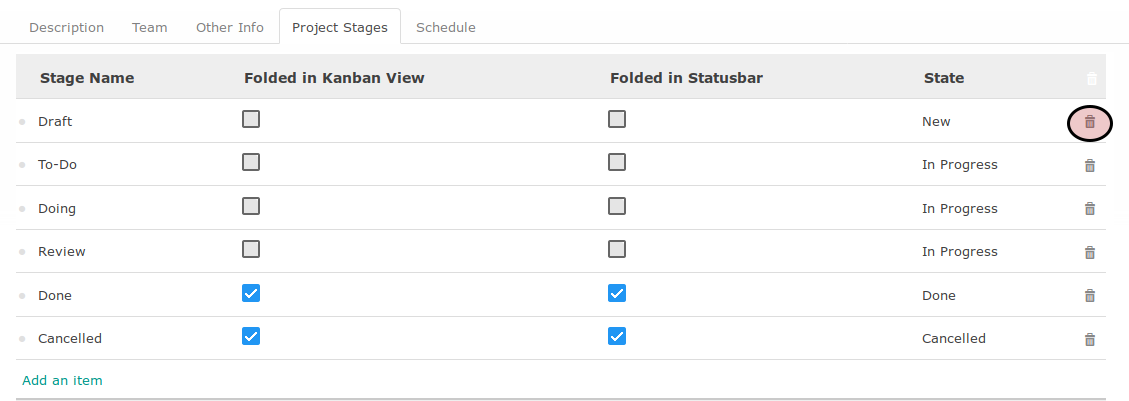 Description Team Other Info Project Stages Schedule
Stage Name Folded in Kanban View Folded in Statusbar State
Draft New
To-Do In Progress
Doing In Progress
Review In Progress
Done Done
Cancelled Cancelled
Add an item